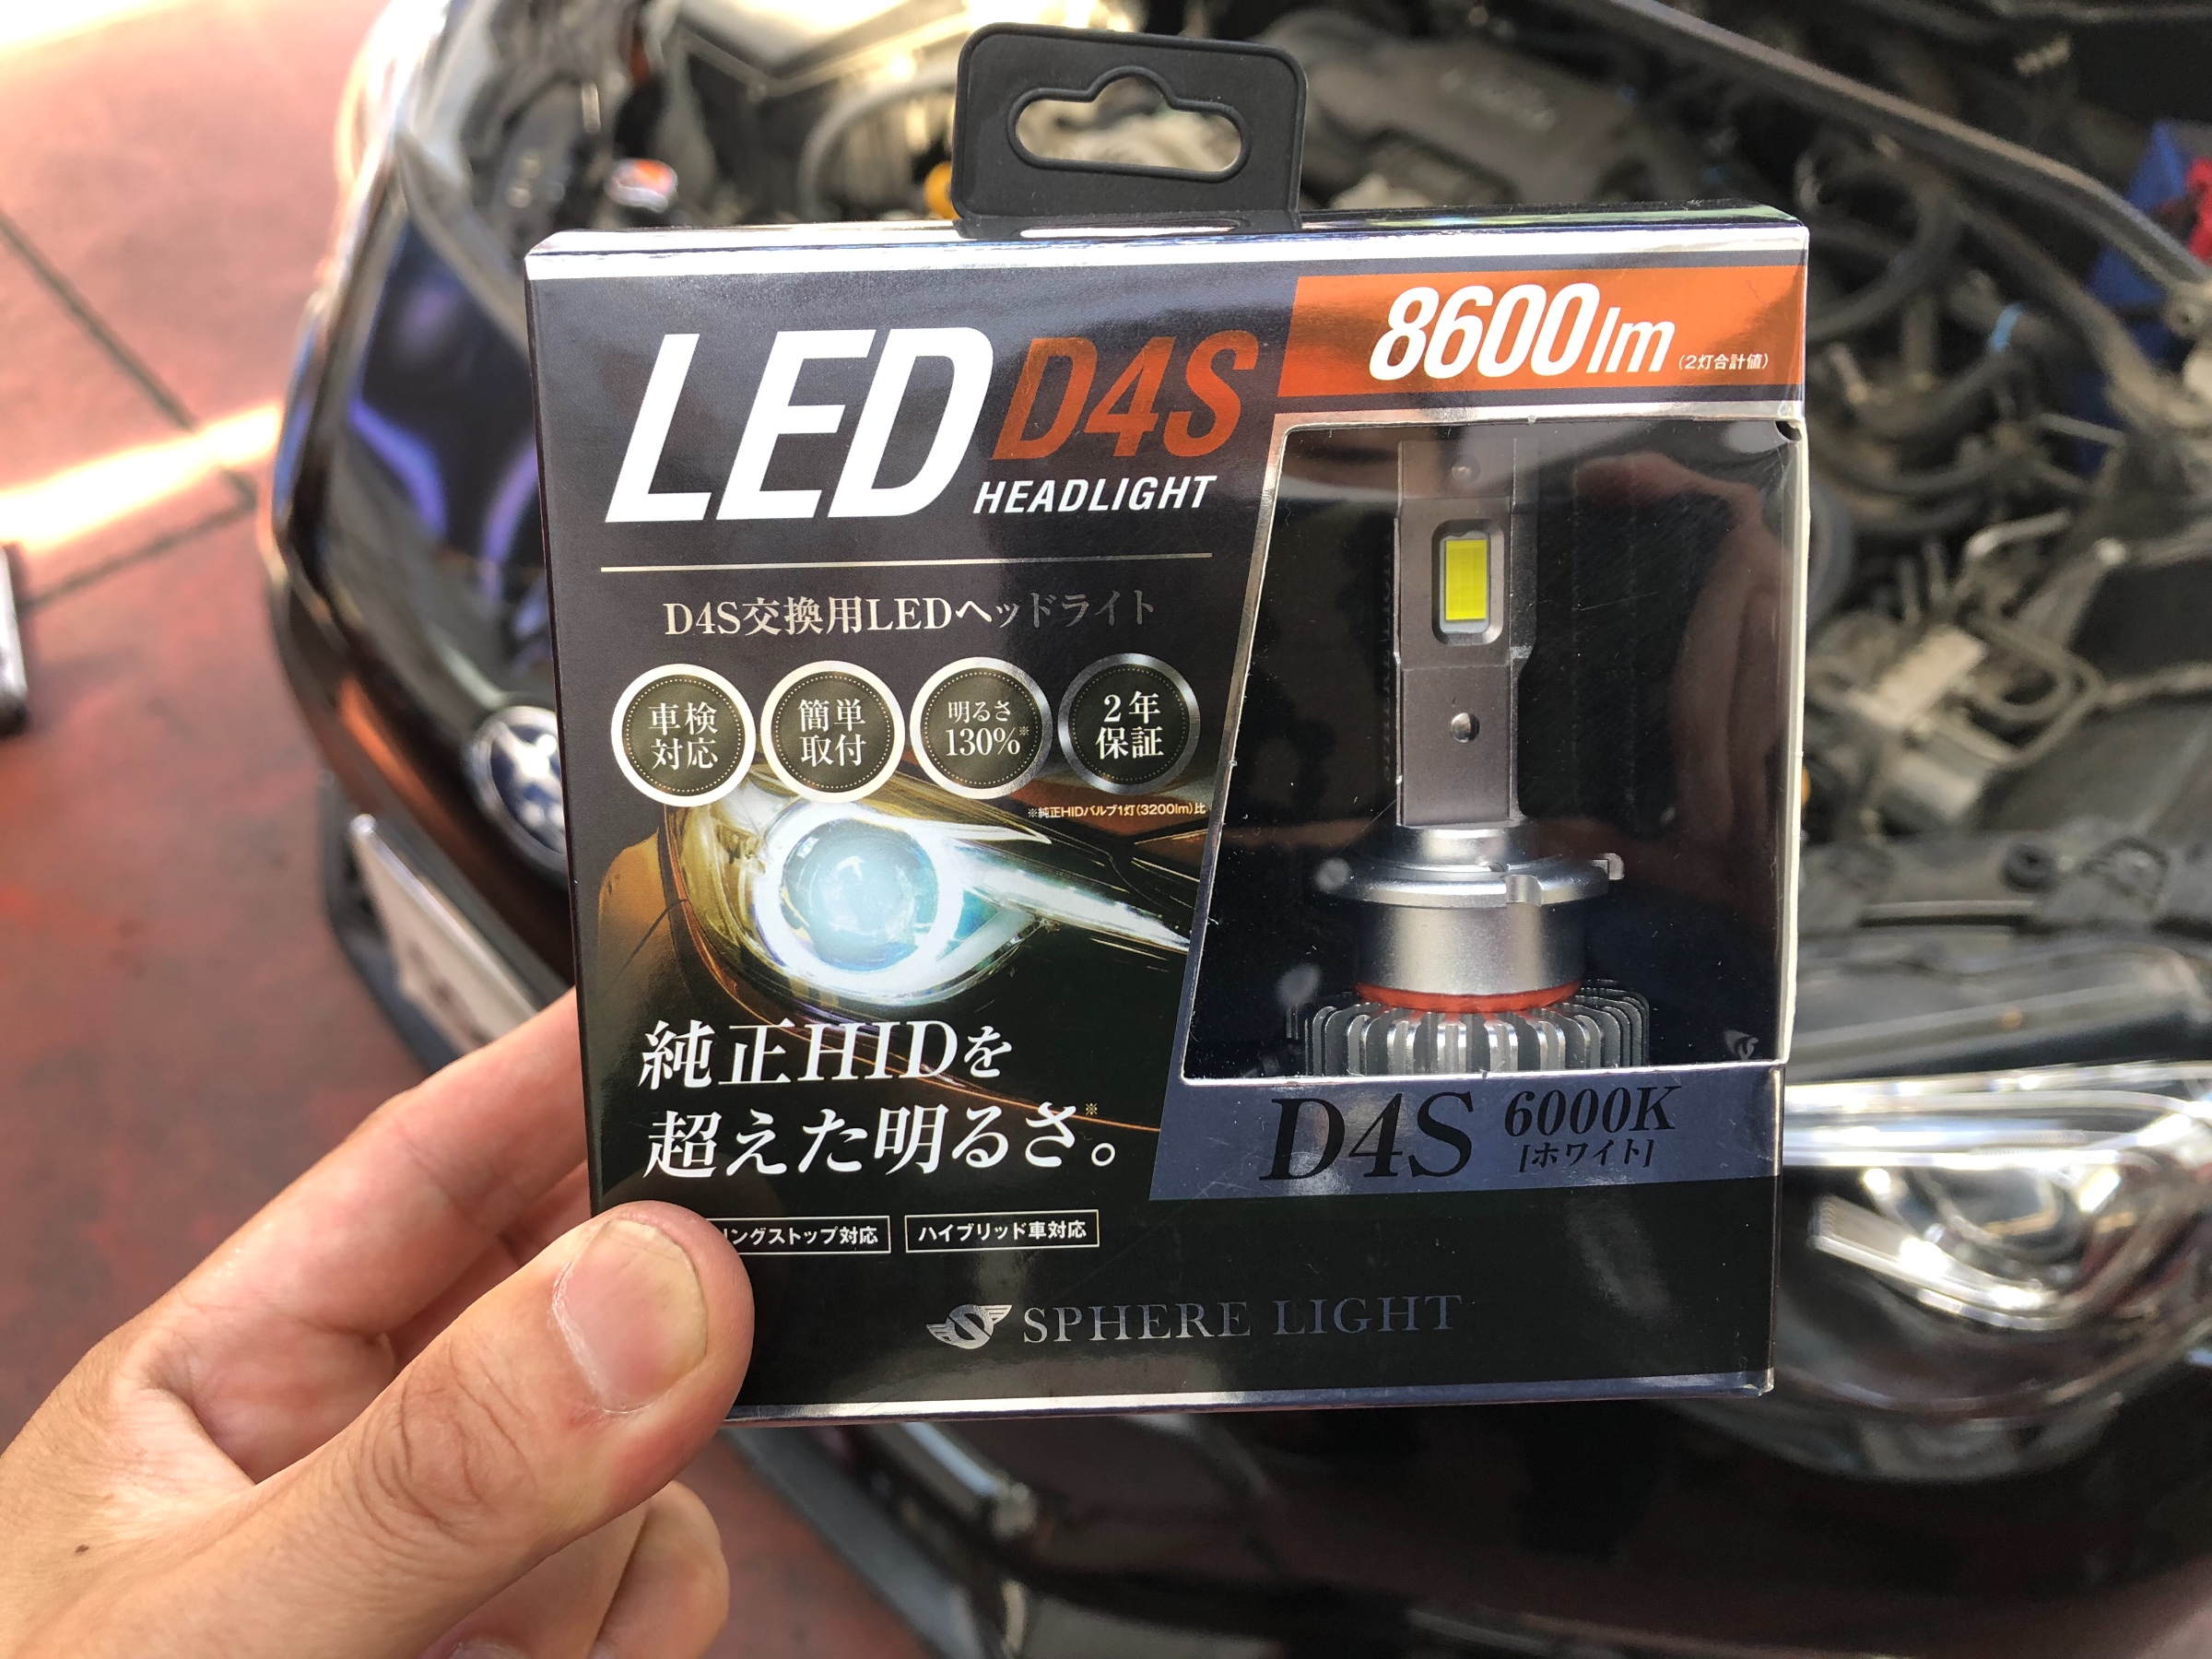 8600lm (2灯合計値)
LED D4S
HEADLIGHT
D4S交換用LEDヘッドライト
車検
対応
簡単
取付
明るさ
130%※
2年
保証
※純正HIDバルブ1灯(3200lm)比
純正HIDを
超えた明るさ※。
D4S 6000K
[ホワイト]
リングストップ対応
ハイブリッド車対応
SPHERE LIGHT